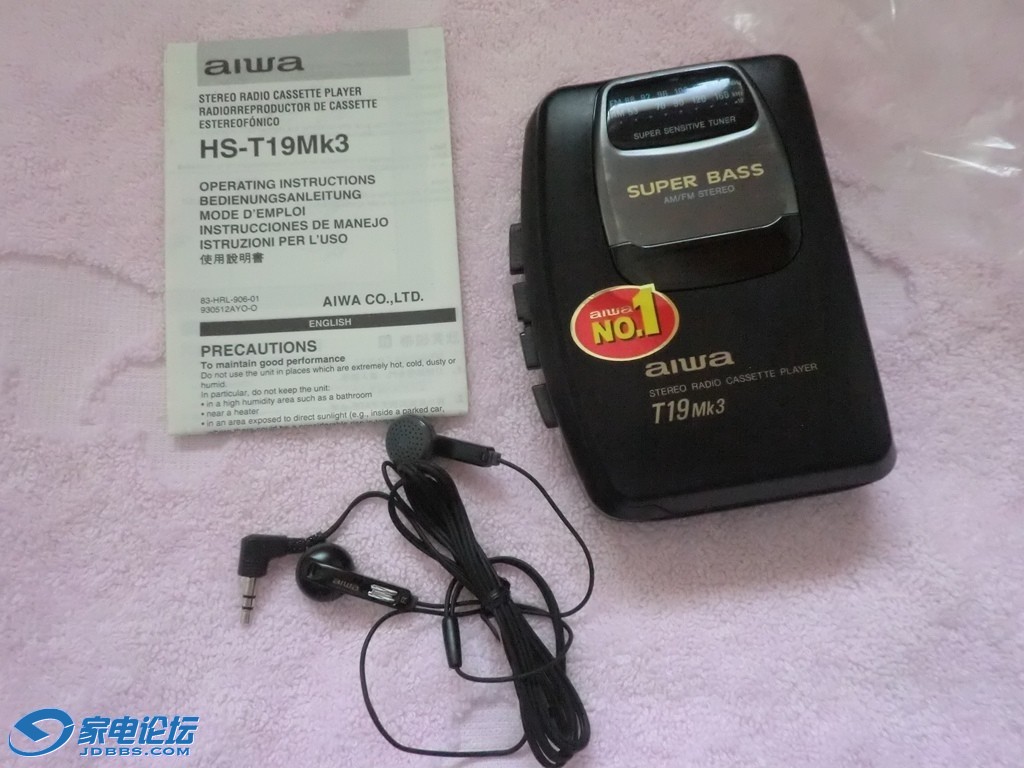 aiwa
STEREO RADIO CASSETTE PLAYER
RADIORREPRODUCTOR DE CASSETTE
ESTEREOFÓNICO
HS-T19Mk3
OPERATING INSTRUCTIONS
BEDIENUNGSANLEITUNG
MODE D'EMPLOI
INSTRUCCIONES DE MANEJO
ISTRUZIONI PER L'USO
使用說明書
83-HRL-906-01
930512AYO-O
AIWA CO.,LTD.
ENGLISH
PRECAUTIONS
To maintain good performance
Do not use the unit in places which are extremely hot, cold, dusty or
humid.
In particular, do not keep the unit:
• in a high humidity area such as a bathroom
• near a heater
• in an area exposed to direct sunlight (e.g., inside a parked car,
SUPER SENSITIVE TUNER
SUPER BASS
AM/FM STEREO
aiwa
NO.1
aiwa
STEREO RADIO CASSETTE PLAYER
T19 Mk3
aiwa
家电论坛
JDBBS.COM